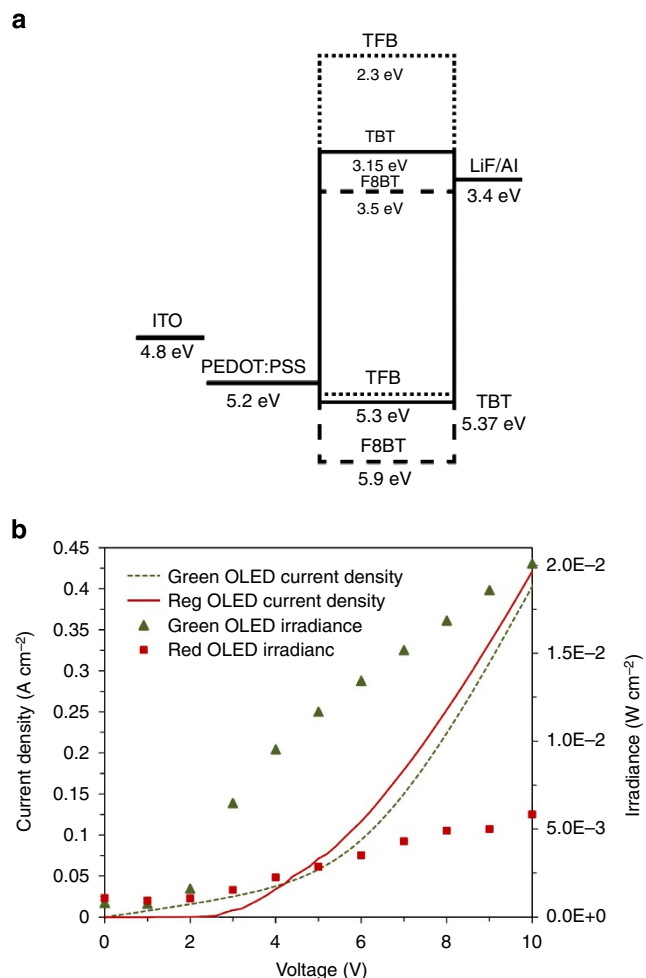 a
TFB
2.3 eV
TBT
3.15 eV
F8BT
3.5 eV
LiF/Al
3.4 eV
ITO
4.8 eV
PEDOT:PSS
5.2 eV
TFB
5.3 eV
TBT
5.37 eV
F8BT
5.9 eV
b
0.45
0.4
0.35
0.3
0.25
0.2
0.15
0.1
0.05
0
Current density (A cm⁻²)
Green OLED current density
Reg OLED current density
Green OLED irradiance
Red OLED irradianc
2.0E–2
1.5E–2
1.0E–2
5.0E–3
0.0E+0
Irradiance (W cm⁻²)
0 2 4 6 8 10
Voltage (V)